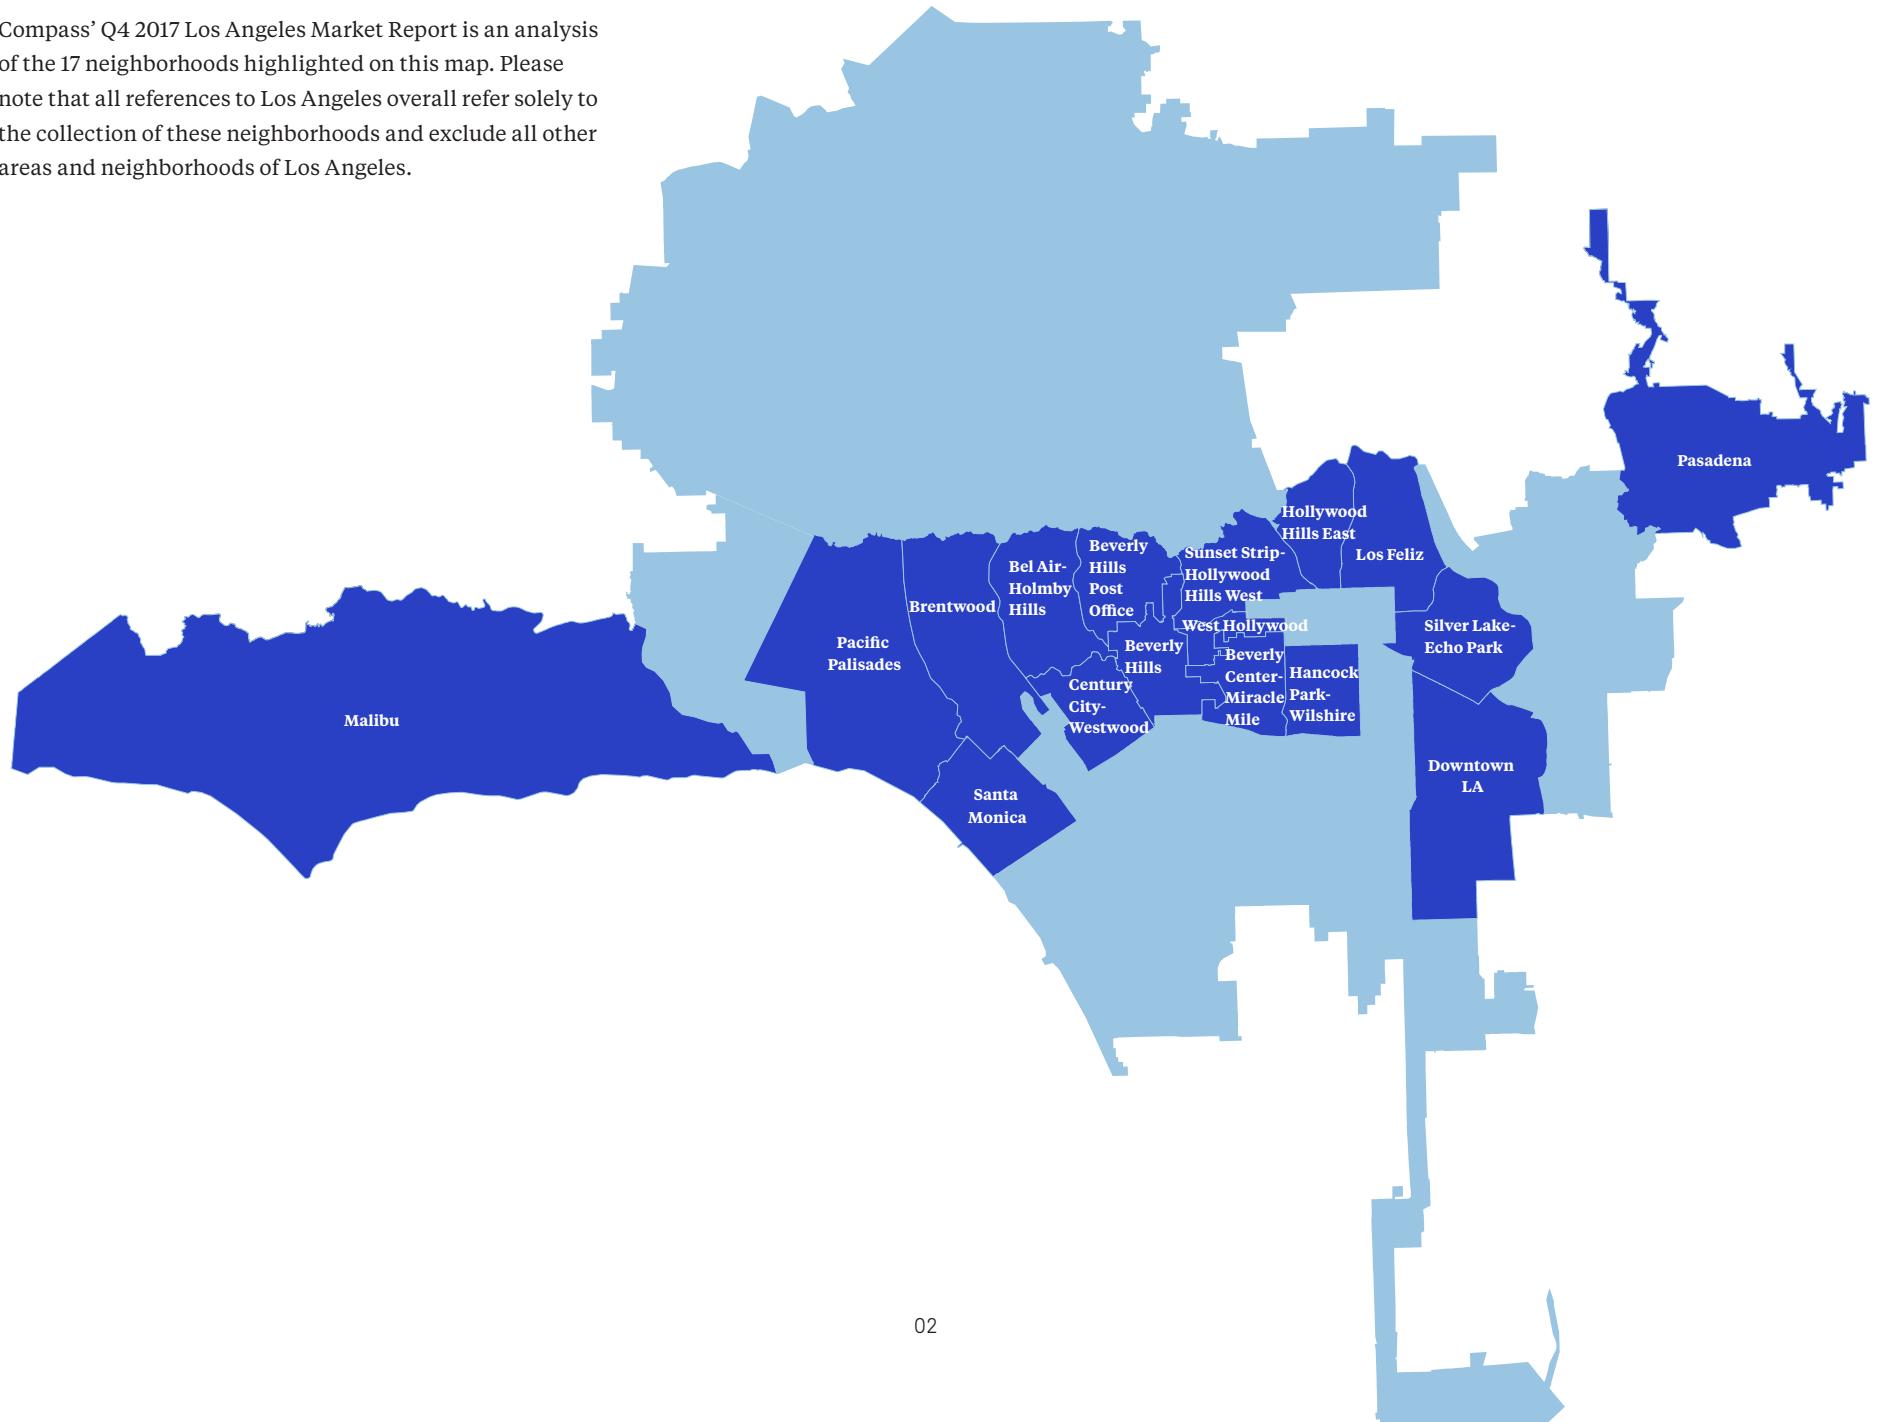 Compass’ Q4 2017 Los Angeles Market Report is an analysis
of the 17 neighborhoods highlighted on this map. Please
note that all references to Los Angeles overall refer solely to
the collection of these neighborhoods and exclude all other
areas and neighborhoods of Los Angeles.
Pasadena
Hollywood
Hills East
Los Feliz
Sunset Strip-
Hollywood
Hills West
Beverly
Hills
Post
Office
Bel Air-
Holmby
Hills
Brentwood
Pacific
Palisades
Malibu
West Hollywood
Silver Lake-
Echo Park
Beverly
Hills
Beverly
Center-
Miracle
Mile
Hancock
Park-
Wilshire
Century
City-
Westwood
Santa
Monica
Downtown
LA
02